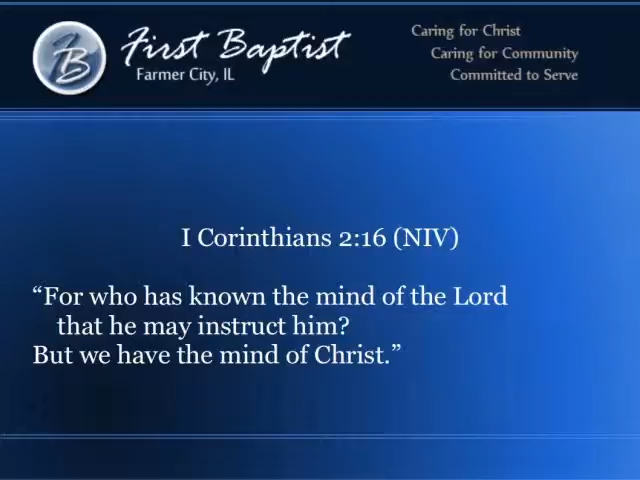 FB
First Baptist
Farmer City, IL
Caring for Christ
Caring for Community
Committed to Serve
I Corinthians 2:16 (NIV)
“For who has known the mind of the Lord
that he may instruct him?
But we have the mind of Christ.”